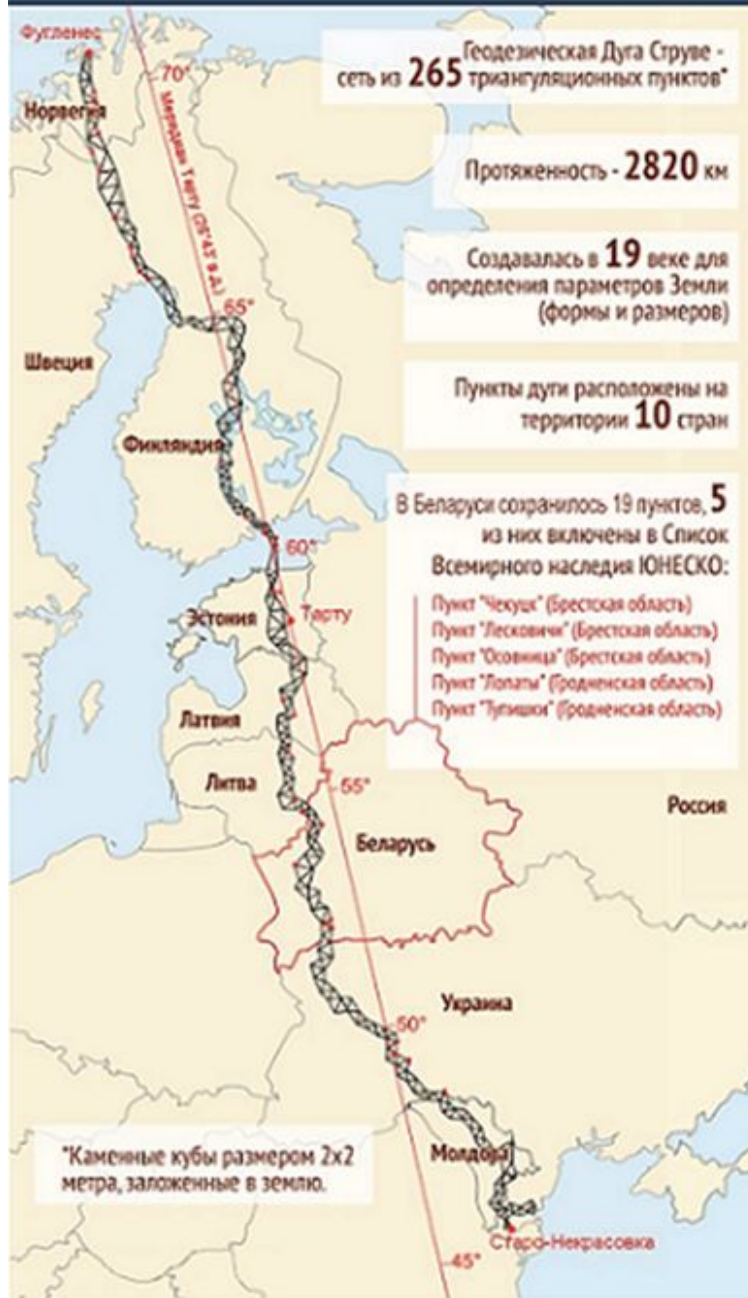 Фугленес
Геодезическая Дуга Струве -
сеть из 265 триангуляционных пунктов*
70°
Норвегия
Меридиан Тарту (26°43' в.д.)
Протяженность - 2820 км
Создавалась в 19 веке для
определения параметров Земли
(формы и размеров)
65°
Швеция
Пункты дуги расположены на
территории 10 стран
Финляндия
В Беларуси сохранилось 19 пунктов, 5
из них включены в Список
Всемирного наследия ЮНЕСКО:
60°
Пункт "Чекуцк" (Брестская область)
Пункт "Лесковичи" (Брестская область)
Пункт "Осовница" (Брестская область)
Пункт "Лопаты" (Гродненская область)
Пункт "Тупишки" (Гродненская область)
Эстония
Тарту
Латвия
Литва
55°
Россия
Беларусь
Украина
50°
*Каменные кубы размером 2х2
метра, заложенные в землю.
Молдова
Старо-Некрасовка
45°